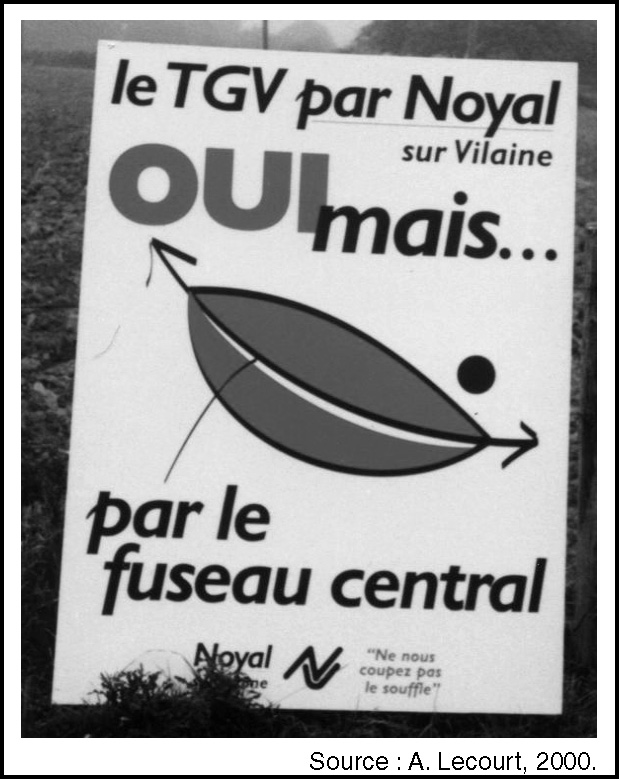 le TGV par Noyal
sur Vilaine
OUI mais...
par le
fuseau central
Noyal
"Ne nous
coupez pas
le souffle"
Source : A. Lecourt, 2000.